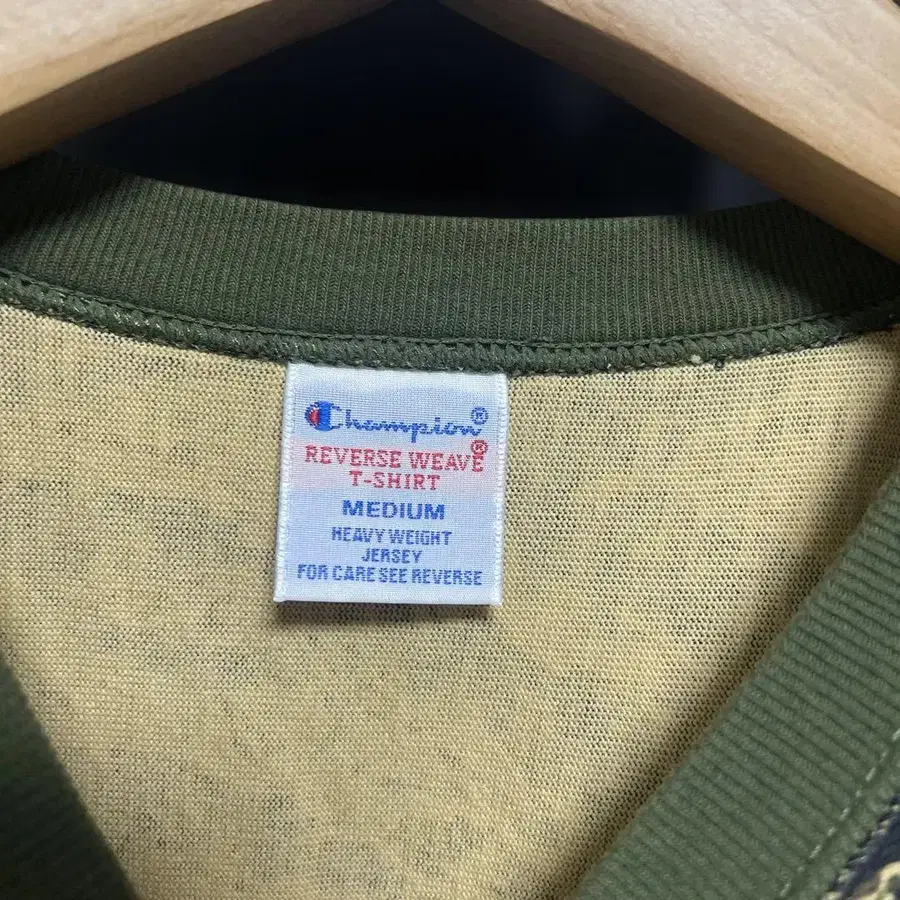 Champion®
REVERSE WEAVE®
T-SHIRT
MEDIUM
HEAVY WEIGHT
JERSEY
FOR CARE SEE REVERSE